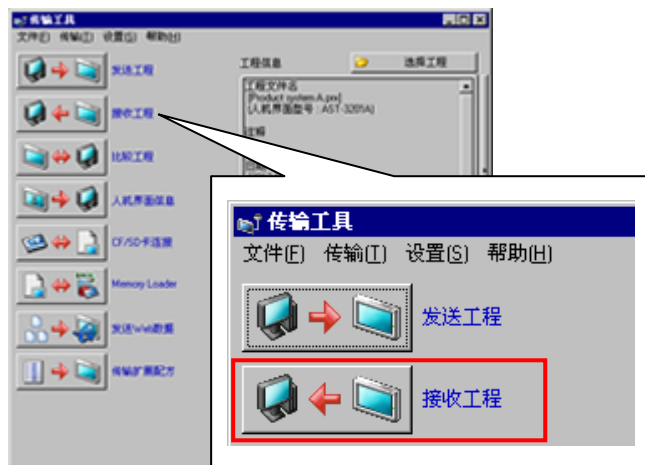 传输工具
文件(F) 传输(T) 设置(S) 帮助(H)
发送工程
接收工程
比较工程
人机界面信息
CF/SD卡连接
Memory Loader
发送Web数据
传输扩展配方
工程信息
选择工程
工程文件名
[Product system A.prx]
(人机界面型号 : AST-3201A)
注释
传输工具
文件(F) 传输(T) 设置(S) 帮助(H)
发送工程
接收工程